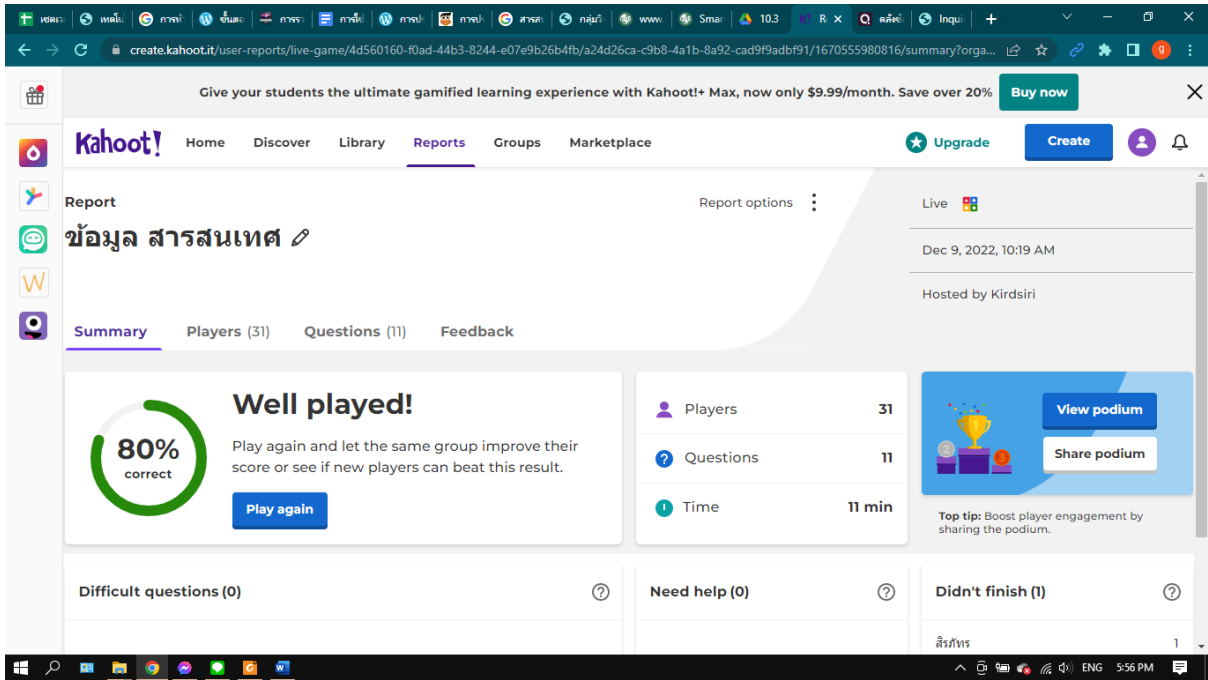 www
Smar
10.3
Inqui
create.kahoot.it/user-reports/live-game/4d560160-f0ad-44b3-8244-e07e9b26b4fb/a24d26ca-c9b8-4a1b-8a92-cad9f9adbf91/1670555980816/summary?orga...
Give your students the ultimate gamified learning experience with Kahoot!+ Max, now only $9.99/month. Save over 20%
Buy now
Kahoot!
Home
Discover
Library
Reports
Groups
Marketplace
Upgrade
Create
Report
Report options
Live
ข้อมูล สารสนเทศ
Dec 9, 2022, 10:19 AM
Hosted by Kirdsiri
Summary
Players (31)
Questions (11)
Feedback
80%
correct
Well played!
Play again and let the same group improve their
score or see if new players can beat this result.
Play again
Players 31
Questions 11
Time 11 min
View podium
Share podium
Top tip: Boost player engagement by
sharing the podium.
Difficult questions (0)
Need help (0)
Didn't finish (1)
สิรภัทร 1
ENG 5:56 PM